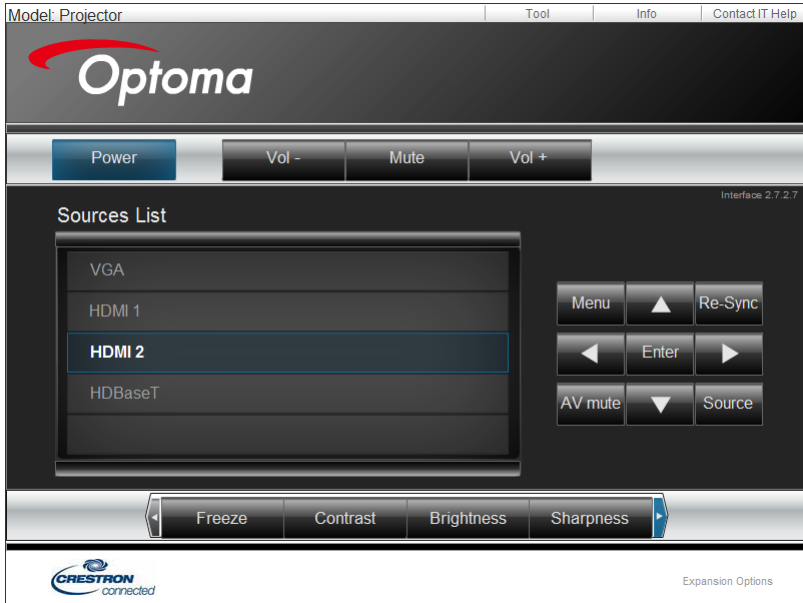 Model: Projector Tool Info Contact IT Help
Optoma
Power Vol - Mute Vol +
Interface 2.7.2.7
Sources List
VGA
HDMI 1
HDMI 2
HDBaseT
Menu Re-Sync
Enter
AV mute Source
Freeze Contrast Brightness Sharpness
CRESTRON
connected
Expansion Options